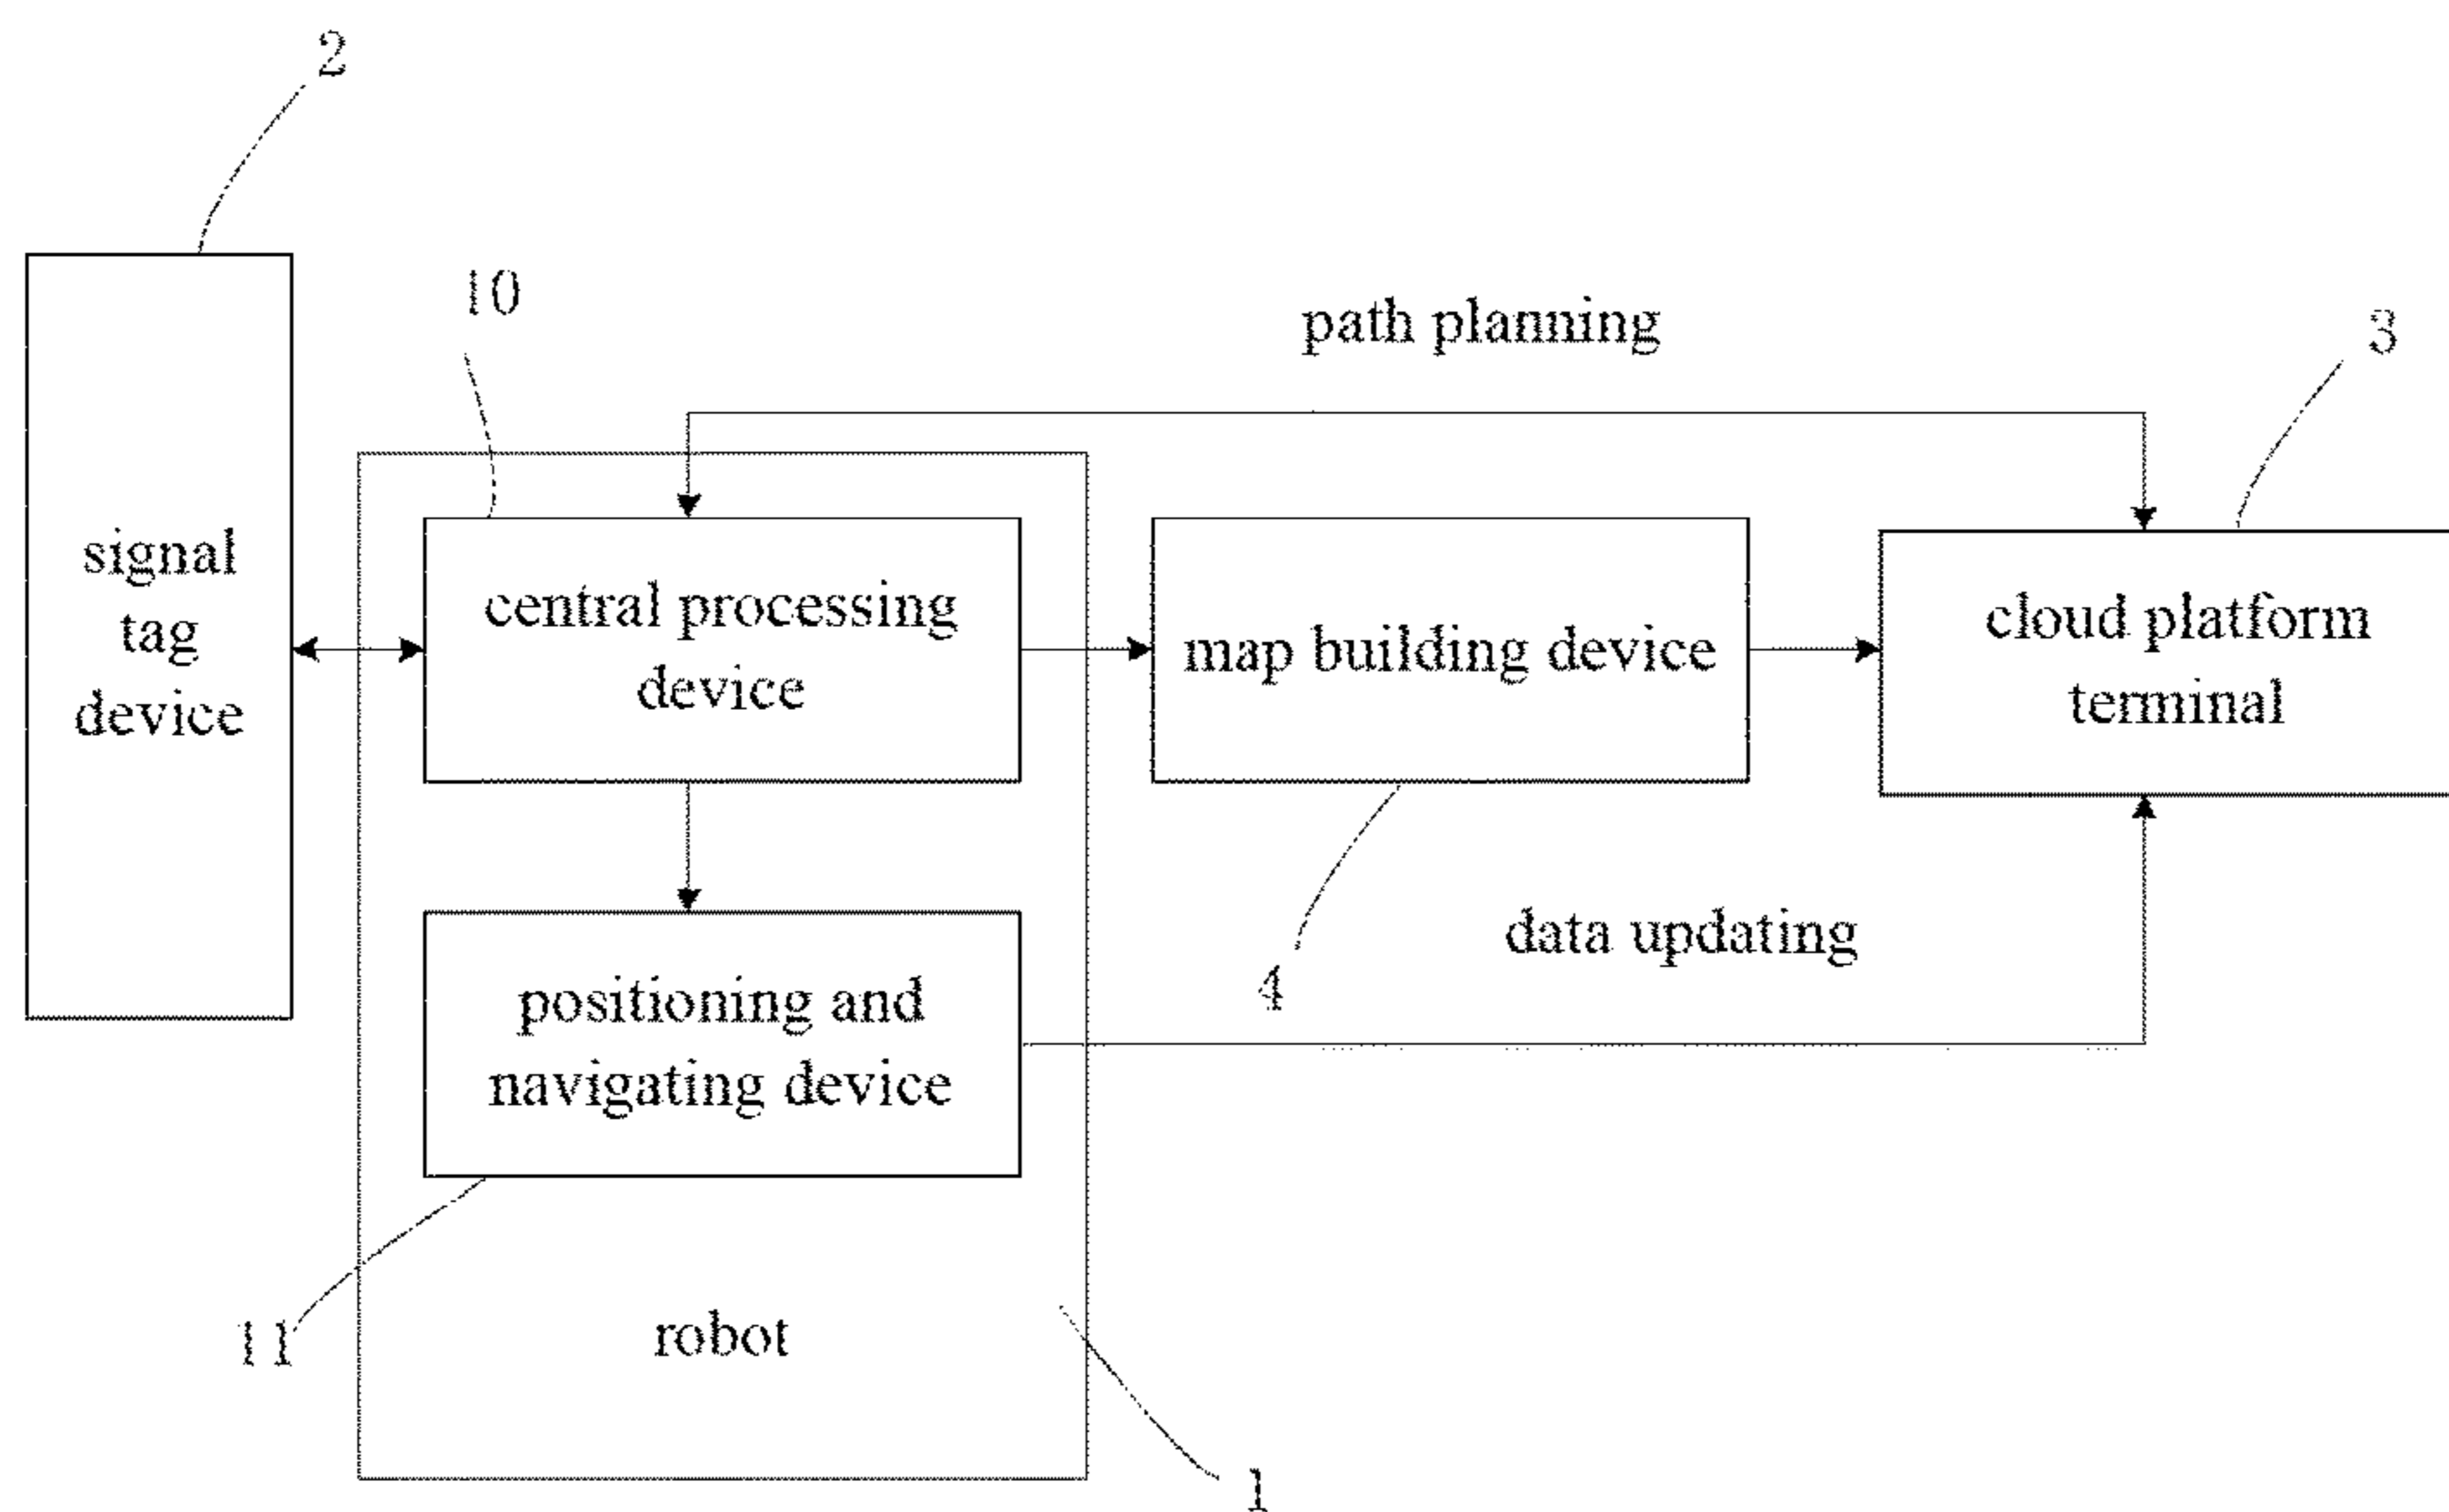 2
10
path planning
3
signal
tag
device
central processing
device
map building device
cloud platform
terminal
positioning and
navigating device
4
data updating
11
robot
1